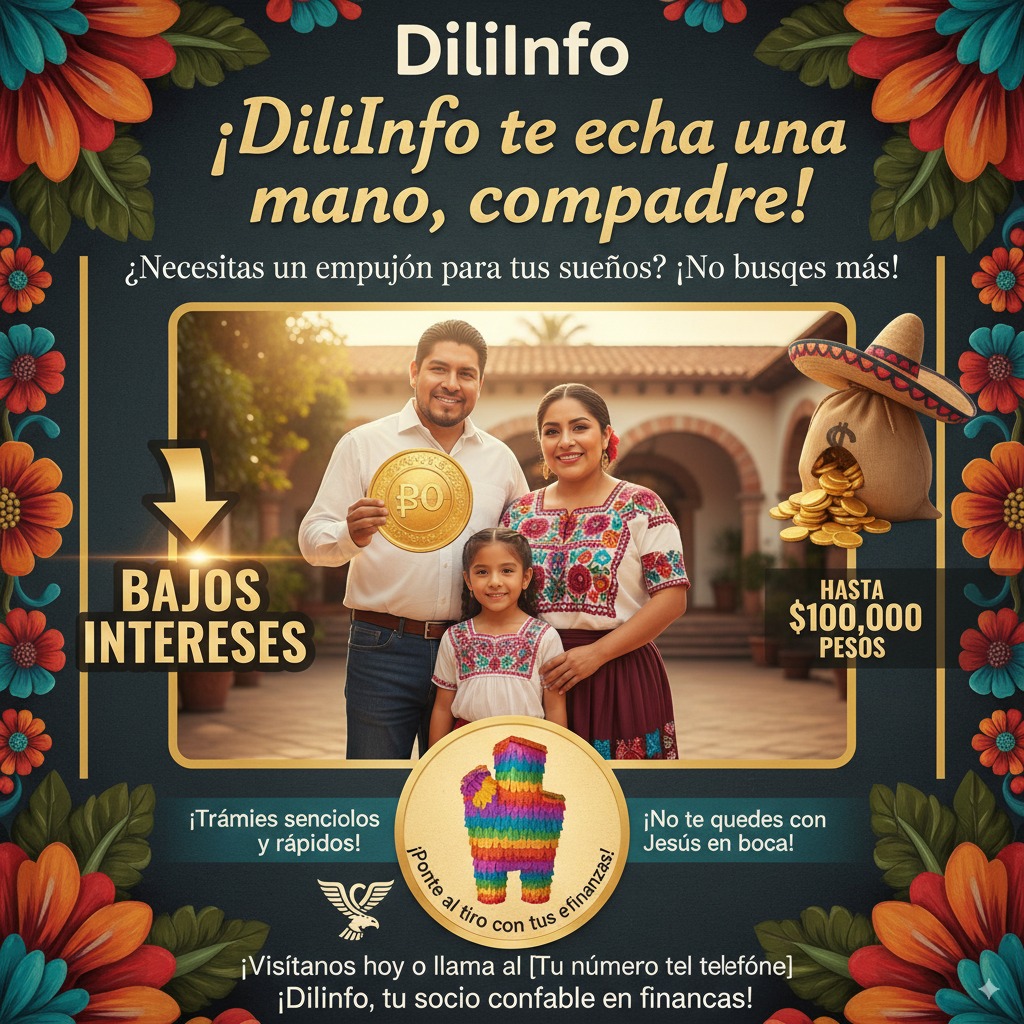 DiliInfo
¡DiliInfo te echa una
mano, compadre!
¿Necesitas un empujón para tus sueños? ¡No busqes más!
BO
$
BAJOS
INTERESES
HASTA
$100,000
PESOS
¡Trámies senciolos
y rápidos!
¡No te quedes con
Jesús en boca!
¡Ponte al tiro con tus efinanzas!
¡Visítanos hoy o llama al [Tu número tel telefóne]
¡Dilinfo, tu socio confable en financas!